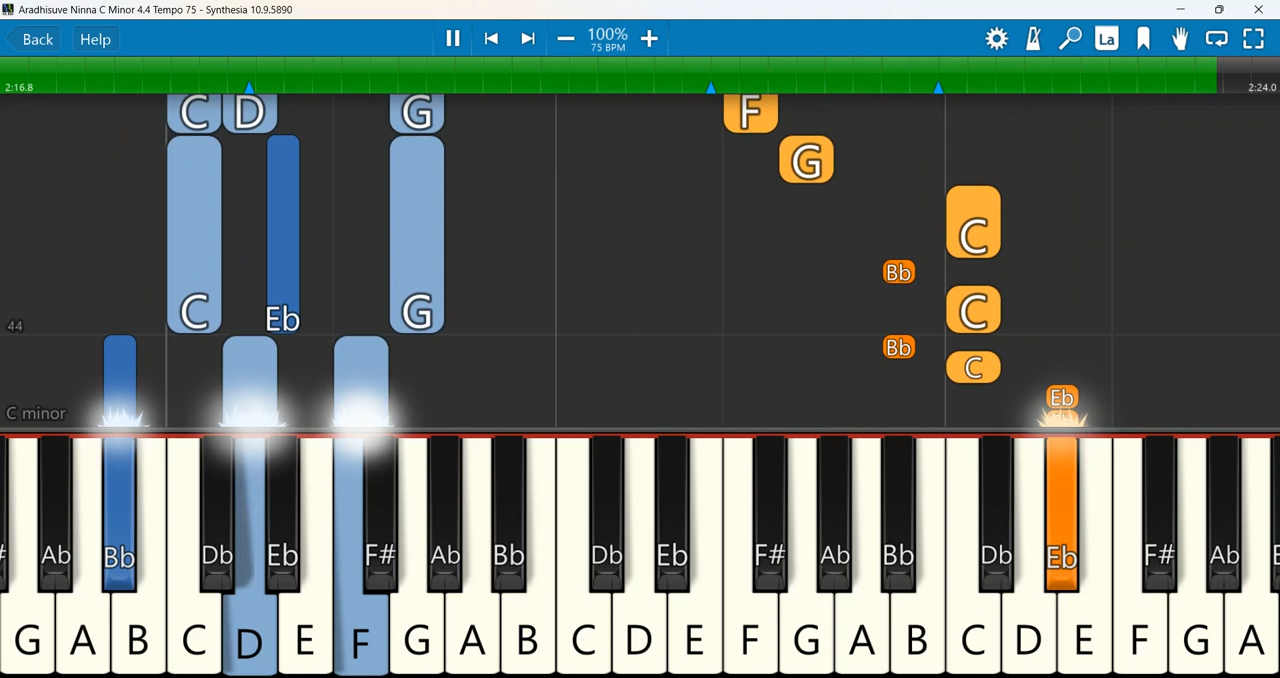 Aradhisuve Ninna C Minor 4.4 Tempo 75 - Synthesia 10.9.5890
Back Help 100% La
75 BPM
2:16.8 2:24.0
C D G F
G
C
Bb
C Eb G C
44
Bb
C
Eb
C minor
Ab Bb Db Eb F# Ab Bb Db Eb F# Ab Bb Db Eb F# Ab
G A B C D E F G A B C D E F G A B C D E F G A